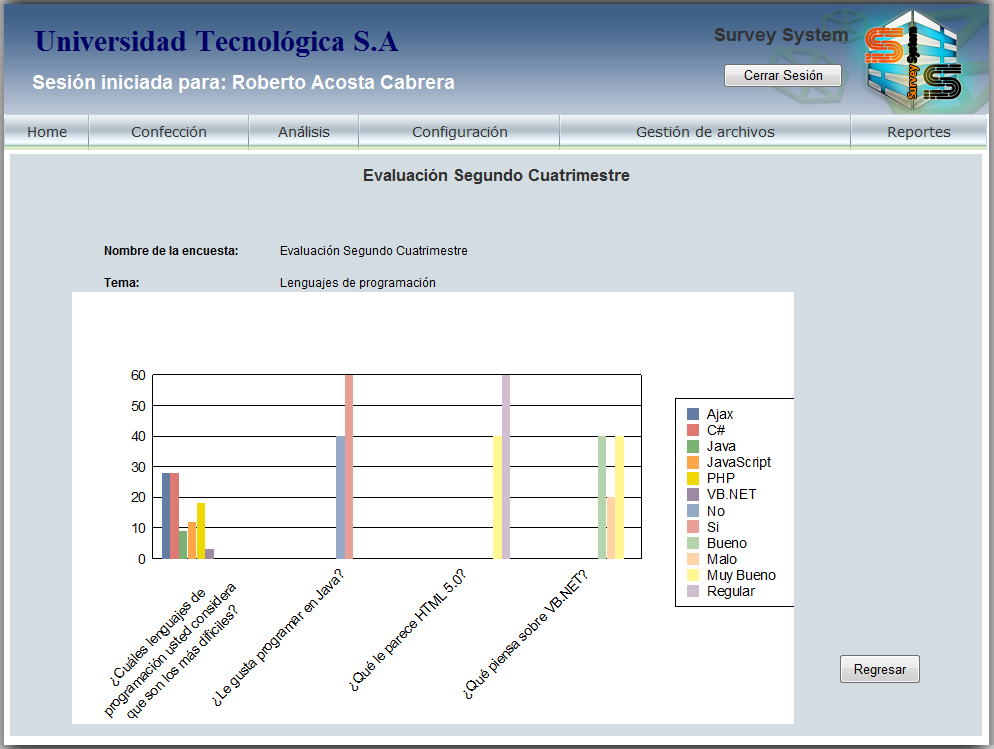 Universidad Tecnológica S.A
Survey System
Sesión iniciada para: Roberto Acosta Cabrera
Cerrar Sesión
Survey System
SS
Home Confección Análisis Configuración Gestión de archivos Reportes
Evaluación Segundo Cuatrimestre
Nombre de la encuesta: Evaluación Segundo Cuatrimestre
Tema: Lenguajes de programación
60
50
40
30
20
10
0
¿Cuáles lenguajes de
programación usted considera
que son los más díficiles?
¿Le gusta programar en Java?
¿Qué le parece HTML 5.0?
¿Qué piensa sobre VB.NET?
Ajax
C#
Java
JavaScript
PHP
VB.NET
No
Si
Bueno
Malo
Muy Bueno
Regular
Regresar